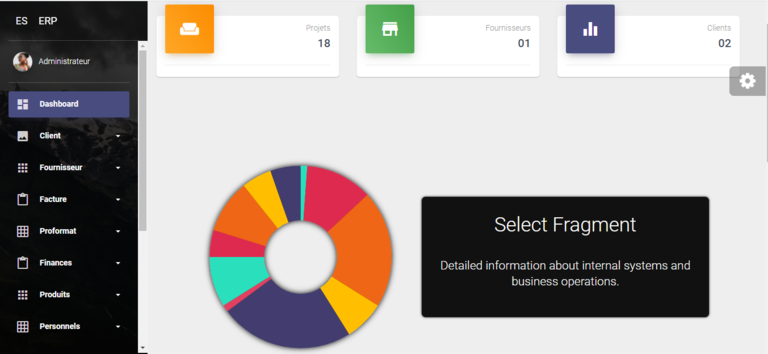 ES ERP
Administrateur
Dashboard
Client
Fournisseur
Facture
Proformat
Finances
Produits
Personnels
Projets
18
Fournisseurs
01
Clients
02
Select Fragment
Detailed information about internal systems and
business operations.